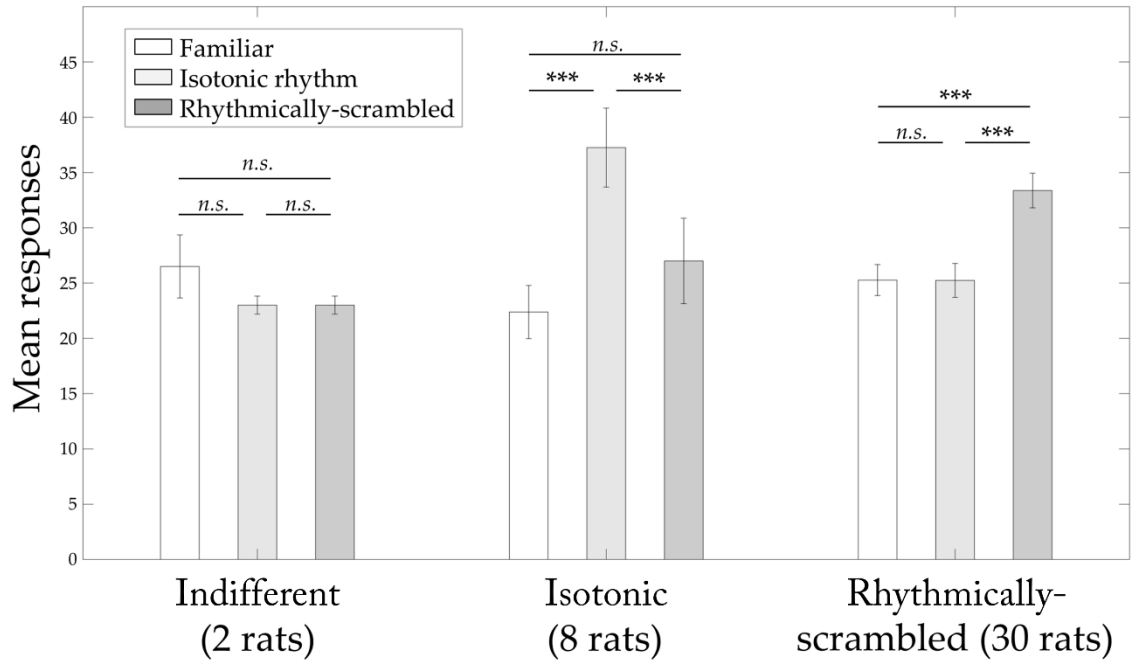 Mean responses
45
40
35
30
25
20
15
10
5
0
Familiar
Isotonic rhythm
Rhythmically-scrambled
n.s.
n.s. n.s.
n.s.
*** ***
***
n.s. ***
Indifferent
(2 rats)
Isotonic
(8 rats)
Rhythmically-
scrambled (30 rats)